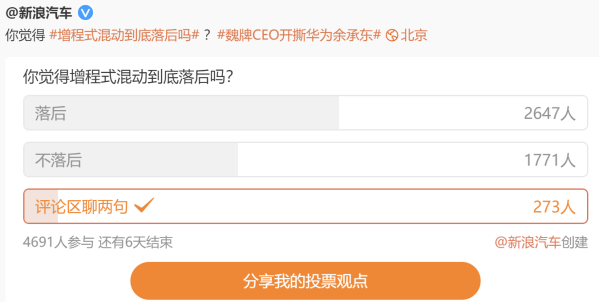 @新浪汽车
你觉得 #增程式混动到底落后吗# ？#魏牌CEO开撕华为余承东# 北京
你觉得增程式混动到底落后吗?
落后 2647人
不落后 1771人
评论区聊两句 273人
4691人参与 还有6天结束 @新浪汽车创建
分享我的投票观点